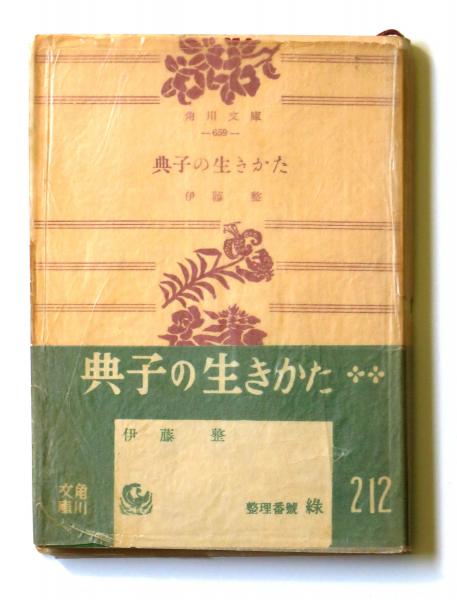 角川文庫
—659—
典子の生きかた
伊藤 整
典子の生きかた
伊藤 整
角川文庫
整理番號 綠
212